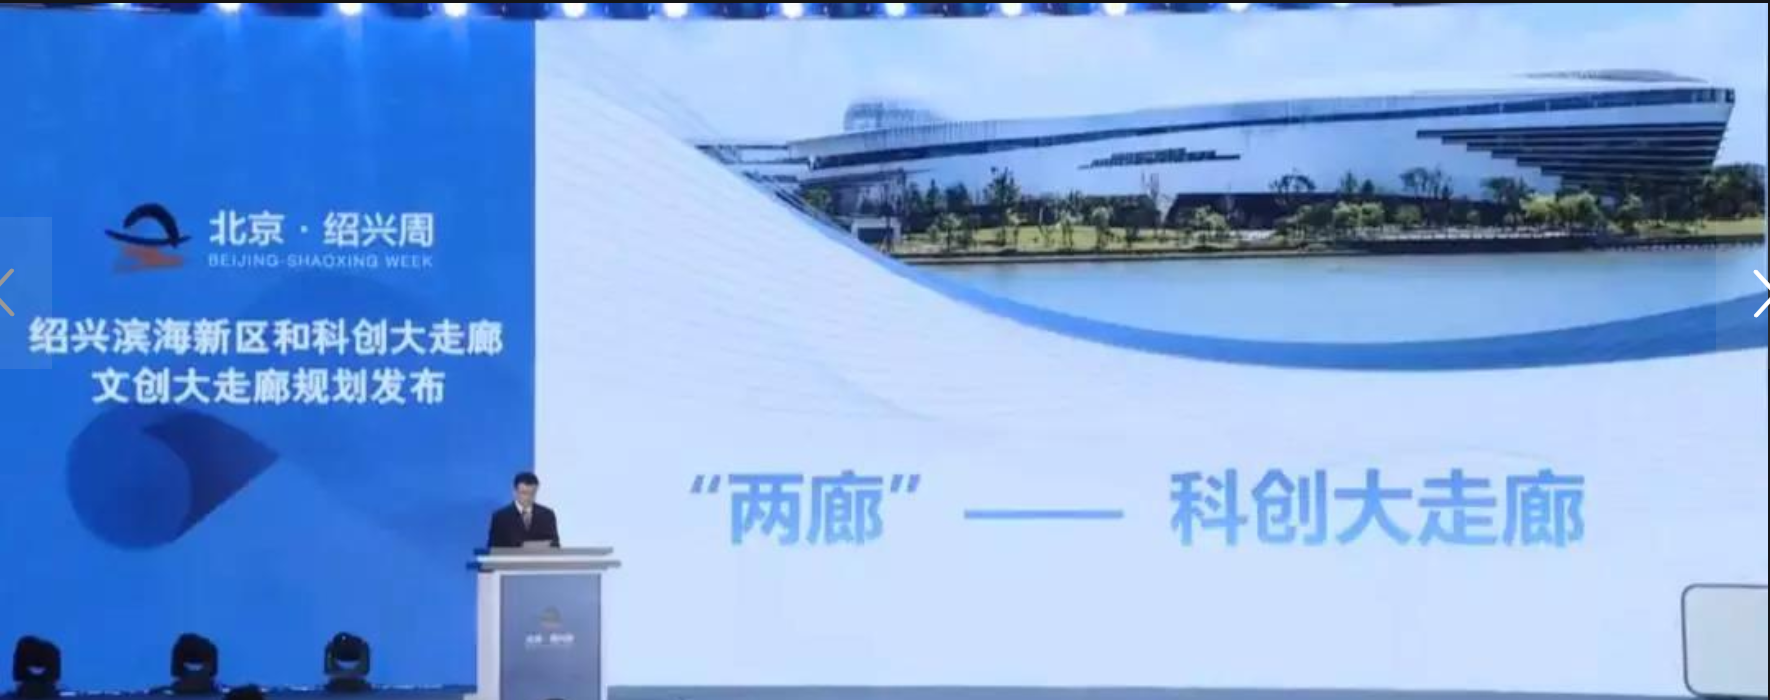 北京·绍兴周
BEIJING·SHAOXING WEEK
绍兴滨海新区和科创大走廊
文创大走廊规划发布
“两廊”—— 科创大走廊